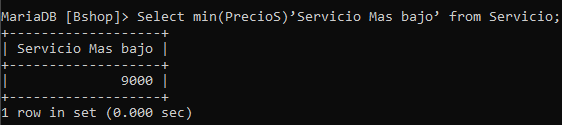 MariaDB [Bshop]> Select min(PrecioS)’Servicio Mas bajo’ from Servicio;
+-------------------+
| Servicio Mas bajo |
+-------------------+
|              9000 |
+-------------------+
1 row in set (0.000 sec)